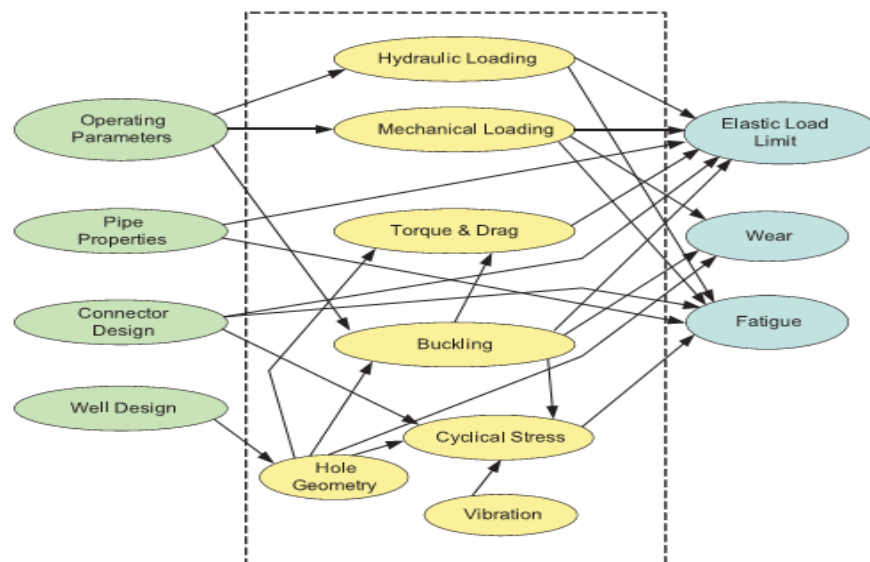 Hydraulic Loading
Operating
Parameters
Mechanical Loading
Elastic Load
Limit
Pipe
Properties
Torque & Drag
Wear
Connector
Design
Buckling
Fatigue
Well Design
Cyclical Stress
Hole
Geometry
Vibration